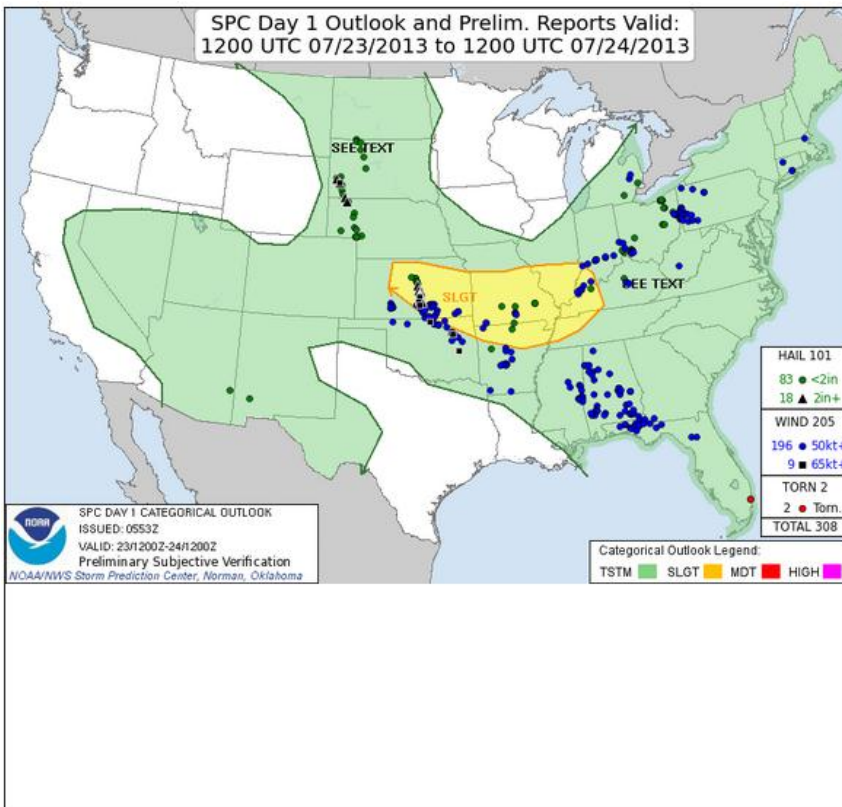 SPC Day 1 Outlook and Prelim. Reports Valid:
1200 UTC 07/23/2013 to 1200 UTC 07/24/2013
SEE TEXT
SLGT
SEE TEXT
HAIL 101
83 <2in
18 2in+
WIND 205
196 50kt+
9 65kt+
TORN 2
2 Torn.
TOTAL 308
NOAA
SPC DAY 1 CATEGORICAL OUTLOOK
ISSUED: 0553Z
VALID: 23/1200Z-24/1200Z
Preliminary Subjective Verification
NOAA/NWS Storm Prediction Center, Norman, Oklahoma
Categorical Outlook Legend:
TSTM SLGT MDT HIGH